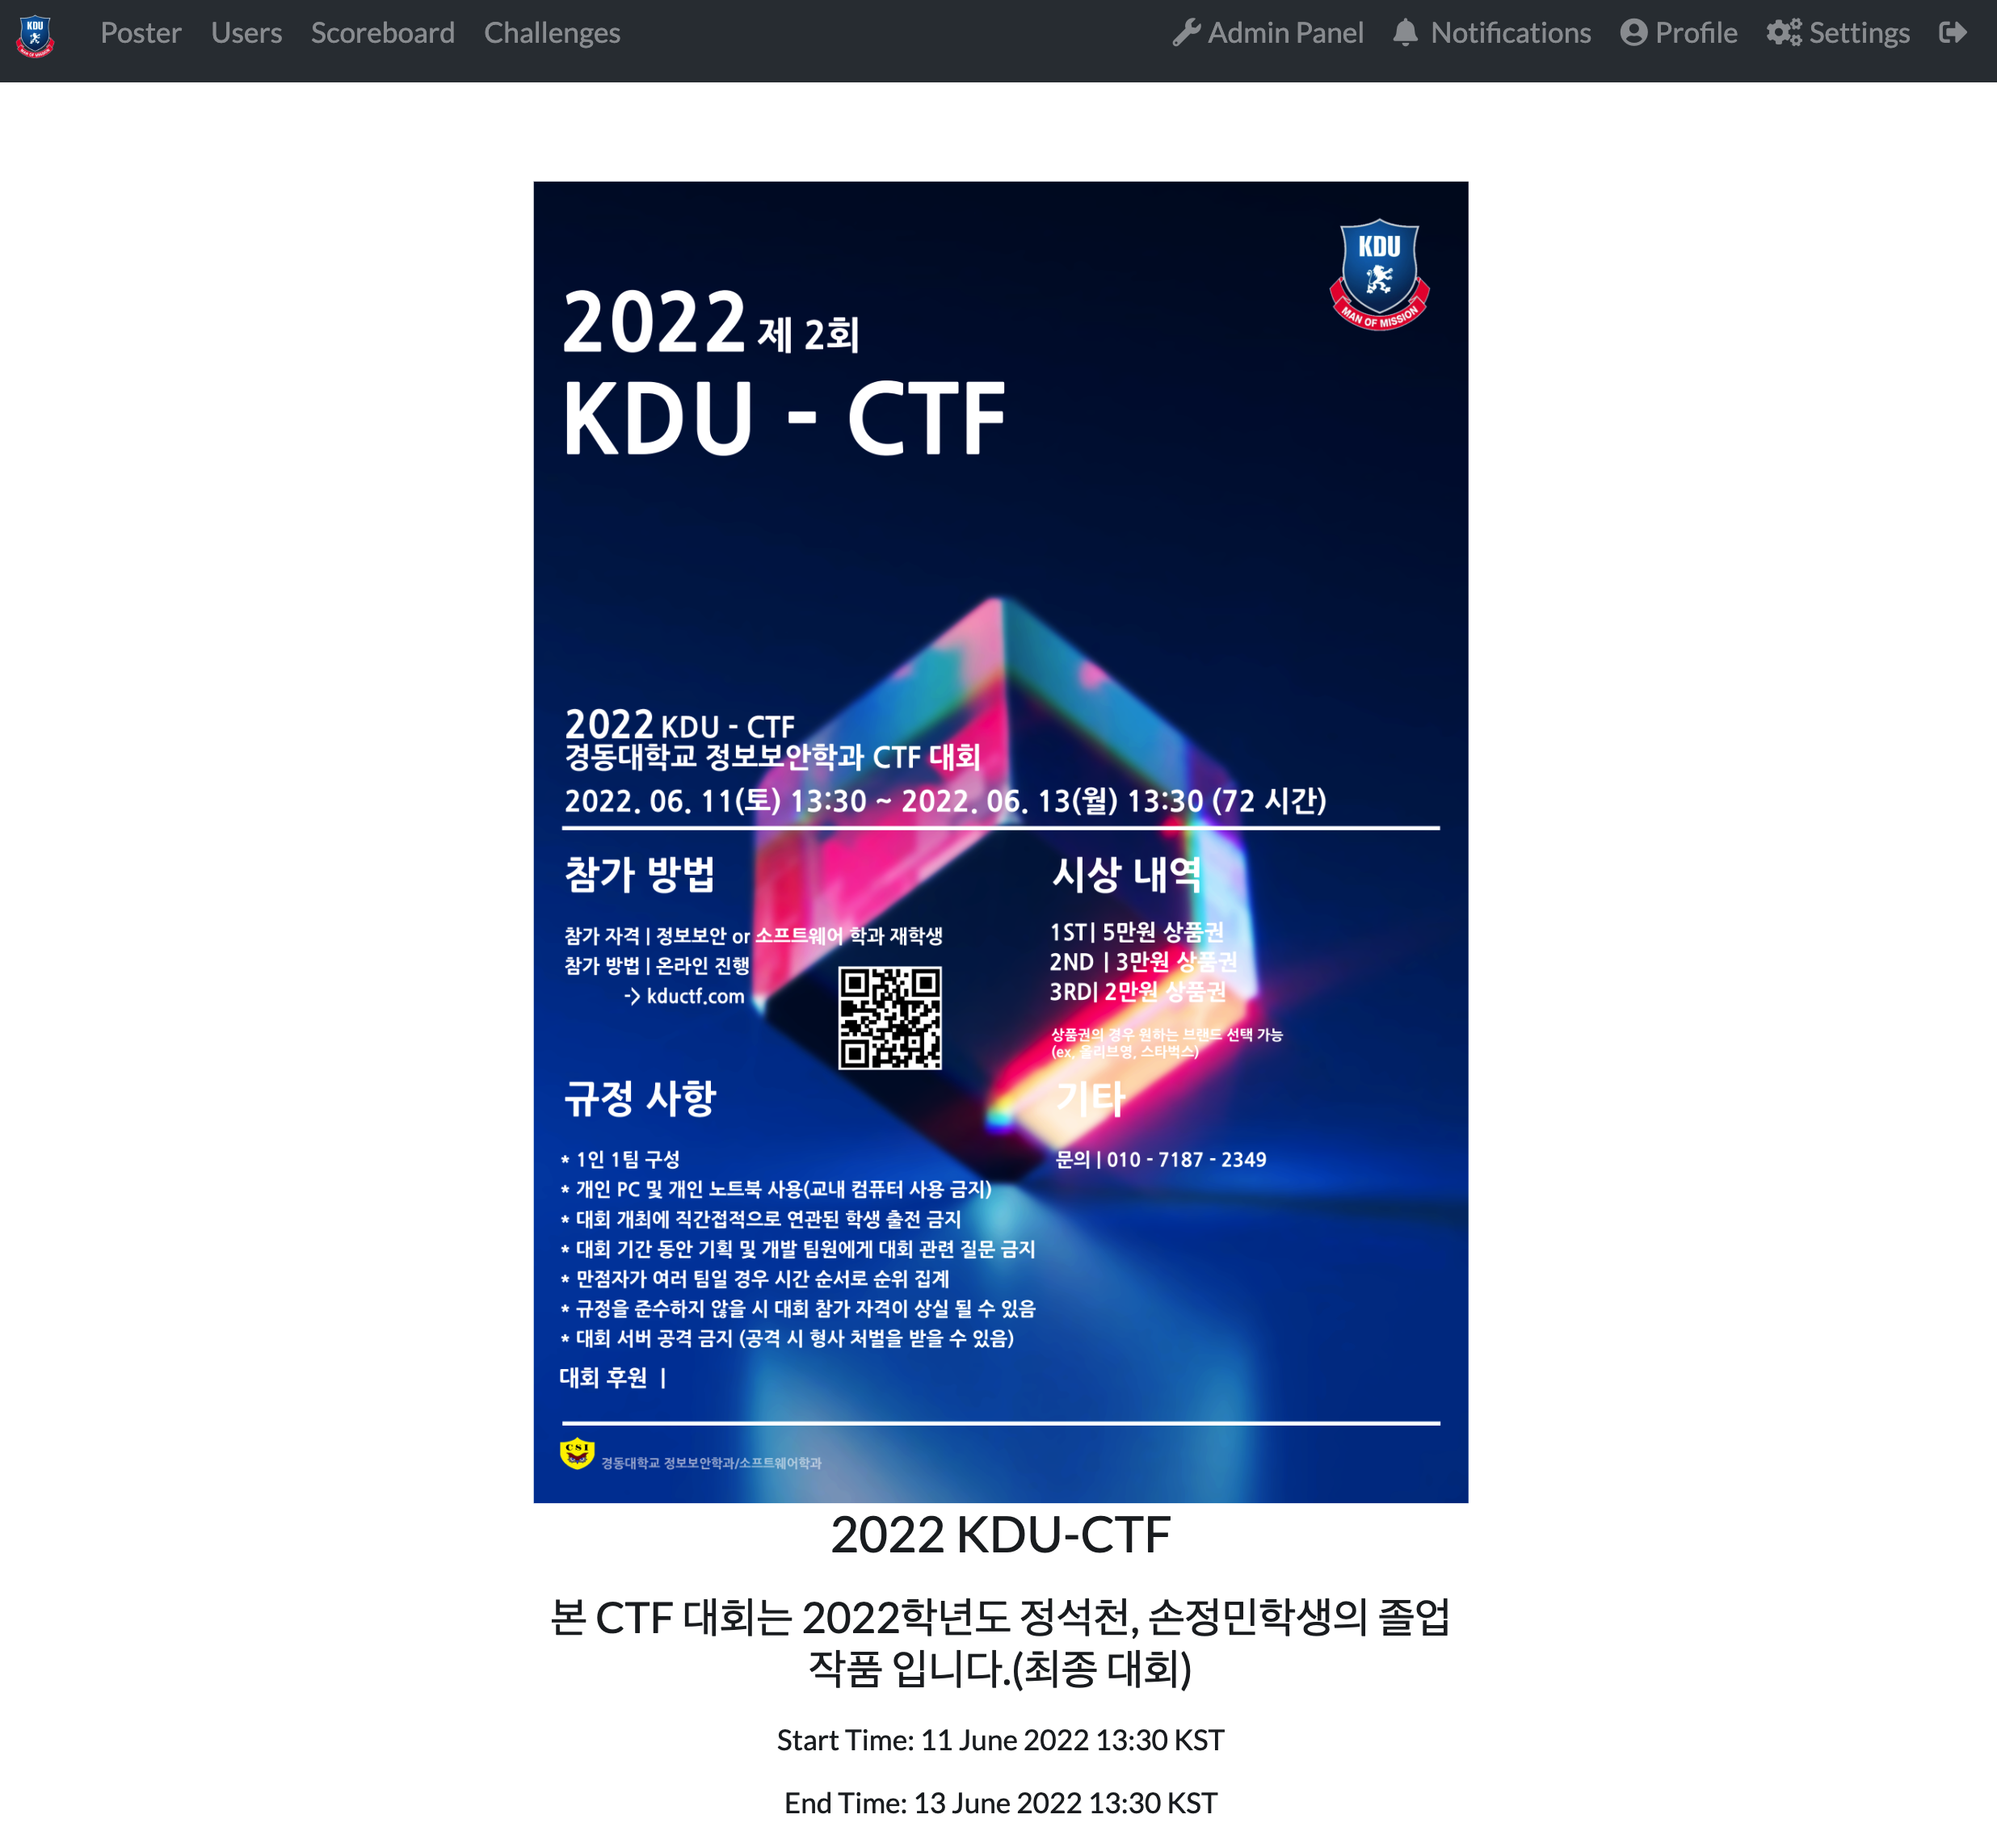 KDU
Poster Users Scoreboard Challenges Admin Panel Notifications Profile Settings
KDU
MAN OF MISSION
2022 제 2회
KDU - CTF
2022 KDU - CTF
경동대학교 정보보안학과 CTF 대회
2022. 06. 11(토) 13:30 ~ 2022. 06. 13(월) 13:30 (72 시간)
참가 방법
참가 자격 | 정보보안 or 소프트웨어 학과 재학생
참가 방법 | 온라인 진행
-> kductf.com
시상 내역
1ST| 5만원 상품권
2ND | 3만원 상품권
3RD| 2만원 상품권
상품권의 경우 원하는 브랜드 선택 가능
(ex, 올리브영, 스타벅스)
규정 사항
* 1인 1팀 구성
* 개인 PC 및 개인 노트북 사용(교내 컴퓨터 사용 금지)
* 대회 개최에 직간접적으로 연관된 학생 출전 금지
* 대회 기간 동안 기획 및 개발 팀원에게 대회 관련 질문 금지
* 만점자가 여러 팀일 경우 시간 순서로 순위 집계
* 규정을 준수하지 않을 시 대회 참가 자격이 상실 될 수 있음
* 대회 서버 공격 금지 (공격 시 형사 처벌을 받을 수 있음)
기타
문의 | 010 - 7187 - 2349
대회 후원 |
CSI
경동대학교 정보보안학과/소프트웨어학과
2022 KDU-CTF
본 CTF 대회는 2022학년도 정석천, 손정민학생의 졸업
작품 입니다.(최종 대회)
Start Time: 11 June 2022 13:30 KST
End Time: 13 June 2022 13:30 KST